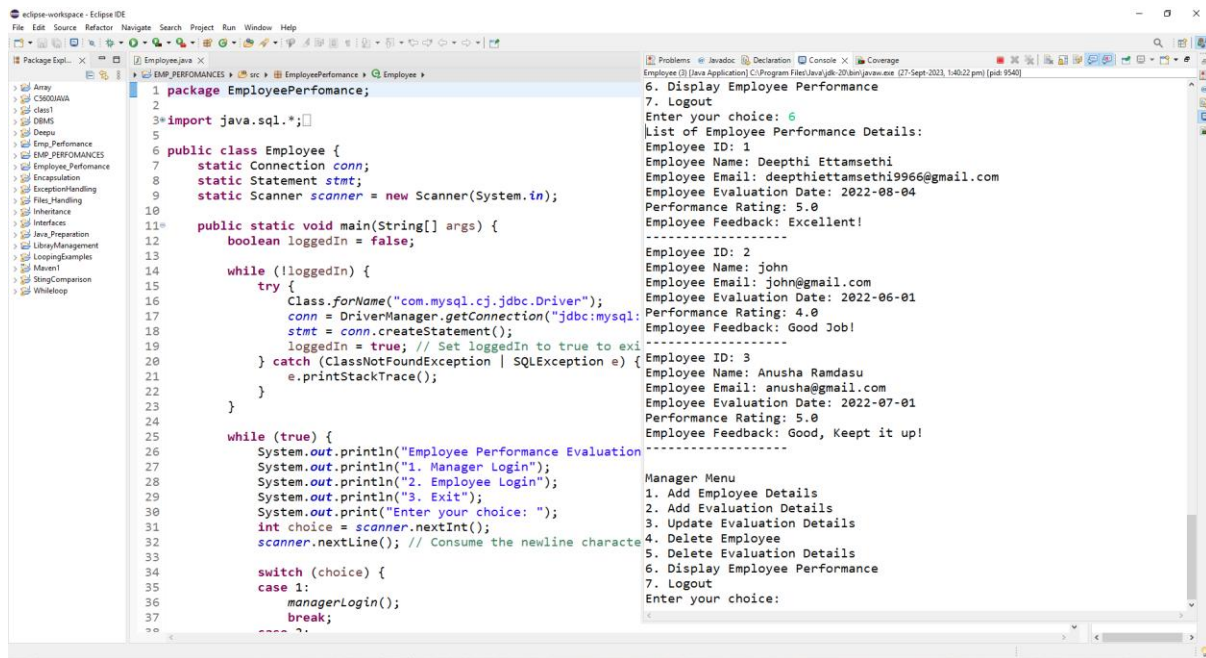 eclipse-workspace - Eclipse IDE
File Edit Source Refactor Navigate Search Project Run Window Help
Package Expl...
Array
CS600JAVA
class1
DBMS
Deepu
Emp_Perfomance
EMP_PERFOMANCES
Employee_Perfomance
Encapsulation
ExceptionHandling
Files_Handling
Inheritance
Interfaces
Java_Preparation
LibrayManagement
LoopingExamples
Maven1
StingComparison
Whileloop
Employee.java
EMP_PERFOMANCES src EmployeePerfomance Employee
1 package EmployeePerfomance;
2
3 import java.sql.*;
5
6 public class Employee {
7 static Connection conn;
8 static Statement stmt;
9 static Scanner scanner = new Scanner(System.in);
10
11 public static void main(String[] args) {
12 boolean loggedIn = false;
13
14 while (!loggedIn) {
15 try {
16 Class.forName("com.mysql.cj.jdbc.Driver");
17 conn = DriverManager.getConnection("jdbc:mysql:
18 stmt = conn.createStatement();
19 loggedIn = true; // Set loggedIn to true to exi
20 } catch (ClassNotFoundException | SQLException e) {
21 e.printStackTrace();
22 }
23 }
24
25 while (true) {
26 System.out.println("Employee Performance Evaluation
27 System.out.println("1. Manager Login");
28 System.out.println("2. Employee Login");
29 System.out.println("3. Exit");
30 System.out.print("Enter your choice: ");
31 int choice = scanner.nextInt();
32 scanner.nextLine(); // Consume the newline characte
33
34 switch (choice) {
35 case 1:
36 managerLogin();
37 break;
Problems Javadoc Declaration Console Coverage
Employee (3) [Java Application] C:\Program Files\Java\jdk-20\bin\javaw.exe (27-Sept-2023, 1:40:22 pm) [pid: 9540]
6. Display Employee Performance
7. Logout
Enter your choice: 6
List of Employee Performance Details:
Employee ID: 1
Employee Name: Deepthi Ettamsethi
Employee Email: deepthiettamsethi9966@gmail.com
Employee Evaluation Date: 2022-08-04
Performance Rating: 5.0
Employee Feedback: Excellent!
-------------------
Employee ID: 2
Employee Name: john
Employee Email: john@gmail.com
Employee Evaluation Date: 2022-06-01
Performance Rating: 4.0
Employee Feedback: Good Job!
-------------------
Employee ID: 3
Employee Name: Anusha Ramdasu
Employee Email: anusha@gmail.com
Employee Evaluation Date: 2022-07-01
Performance Rating: 5.0
Employee Feedback: Good, Keept it up!
-------------------
Manager Menu
1. Add Employee Details
2. Add Evaluation Details
3. Update Evaluation Details
4. Delete Employee
5. Delete Evaluation Details
6. Display Employee Performance
7. Logout
Enter your choice: